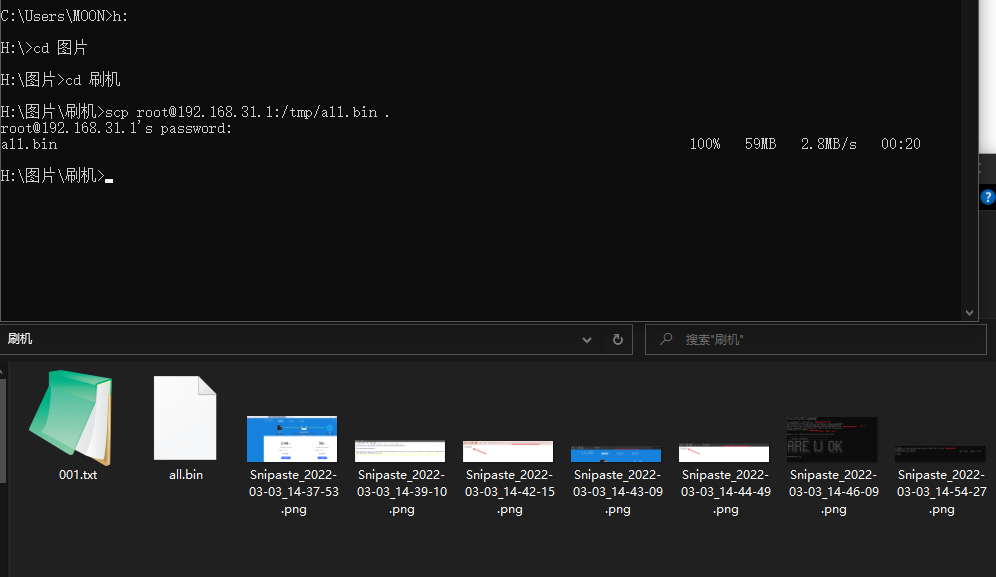 C:\Users\MOON>h:
H:\>cd 图片
H:\图片>cd 刷机
H:\图片\刷机>scp root@192.168.31.1:/tmp/all.bin .
root@192.168.31.1's password:
all.bin 100% 59MB 2.8MB/s 00:20
H:\图片\刷机>
刷机
搜索"刷机"
ARE U OK
001.txt
all.bin
Snipaste_2022-
03-03_14-37-53
.png
Snipaste_2022-
03-03_14-39-10
.png
Snipaste_2022-
03-03_14-42-15
.png
Snipaste_2022-
03-03_14-43-09
.png
Snipaste_2022-
03-03_14-44-49
.png
Snipaste_2022-
03-03_14-46-09
.png
Snipaste_2022-
03-03_14-54-27
.png